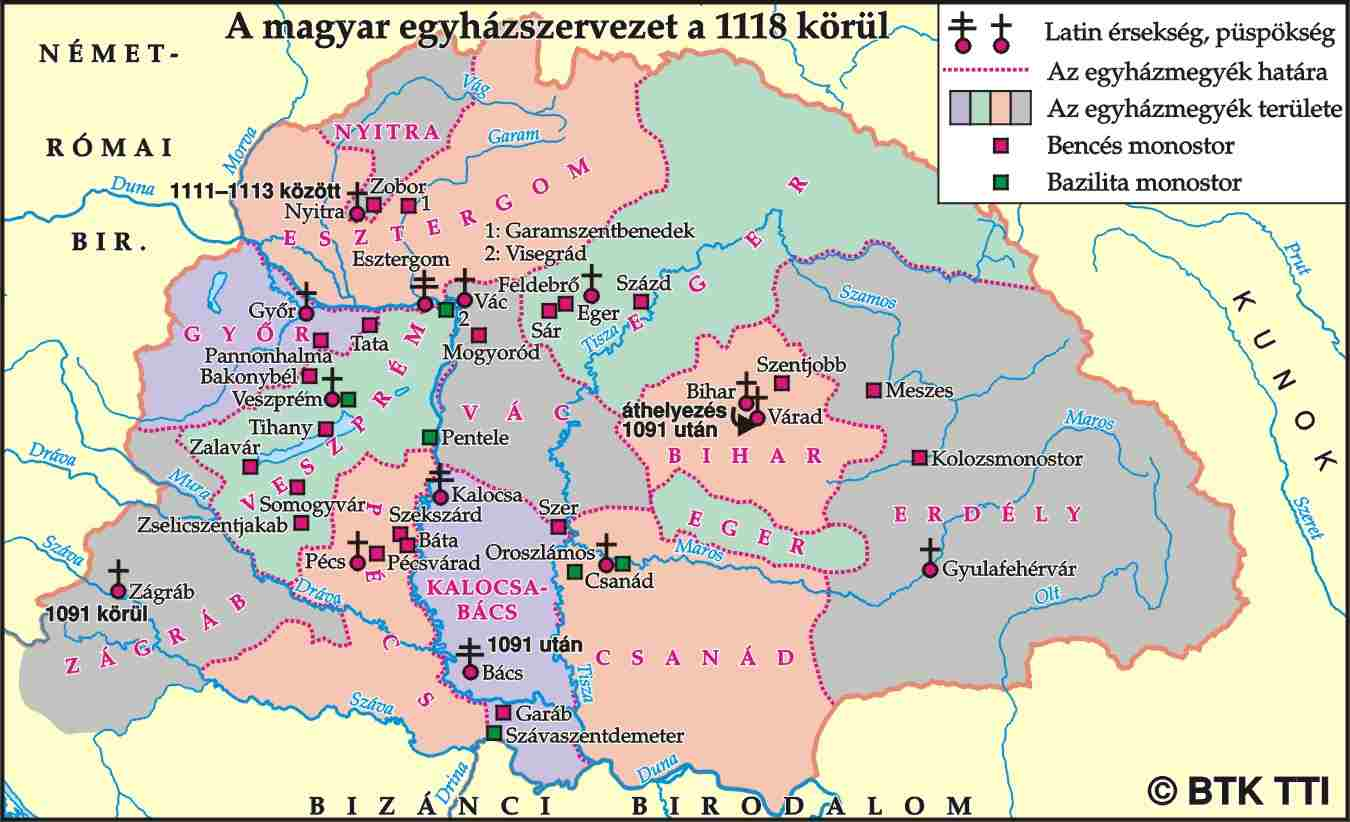 A magyar egyházszervezet a 1118 körül
Latin érsekség, püspökség
Az egyházmegyék határa
Az egyházmegyék területe
Bencés monostor
Bazilita monostor
NÉMET-
RÓMAI
BIR.
Morva
Vág
Garam
Duna
NYITRA
1111–1113 között
Zobor
Nyitra
1
ESZTERGOM
1: Garamszentbenedek
2: Visegrád
Esztergom
Vác
2
Feldebrő
Eger
Sár
Százd
Mogyoród
Tisza
EGER
Szamos
Prut
KUNOK
Szeret
Győr
GYŐR
Tata
Pannonhalma
Bakonybél
Veszprém
VESZPRÉM
Tihany
Zalavár
Pentele
VÁC
Szentjobb
Bihar
áthelyezés
1091 után
Várad
BIHAR
Meszes
Maros
Kolozsmonostor
Dráva
Mura
Somogyvár
Zselicszentjakab
Kalocsa
Szekszárd
Báta
Pécs
Pécsvárad
PÉCS
Szer
Oroszlámos
Csanád
Maros
EGER
ERDÉLY
Gyulafehérvár
Olt
Száva
Zágráb
1091 körül
ZÁGRÁB
Dráva
KALOCSA-
BÁCS
1091 után
Bács
Tisza
CSANÁD
Száva
Garáb
Szávaszentdemeter
Drina
Duna
BIZÁNCI BIRODALOM
© BTK TTI